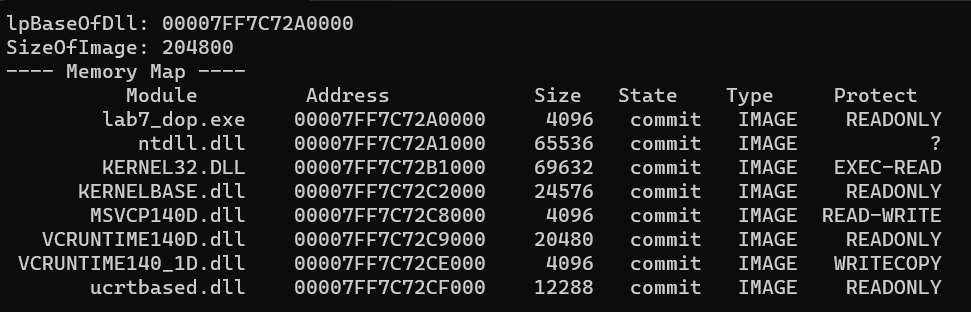 lpBaseOfDll: 00007FF7C72A0000
SizeOfImage: 204800
---- Memory Map ----
Module Address Size State Type Protect
lab7_dop.exe 00007FF7C72A0000 4096 commit IMAGE READONLY
ntdll.dll 00007FF7C72A1000 65536 commit IMAGE ?
KERNEL32.DLL 00007FF7C72B1000 69632 commit IMAGE EXEC-READ
KERNELBASE.dll 00007FF7C72C2000 24576 commit IMAGE READONLY
MSVCP140D.dll 00007FF7C72C8000 4096 commit IMAGE READ-WRITE
VCRUNTIME140D.dll 00007FF7C72C9000 20480 commit IMAGE READONLY
VCRUNTIME140_1D.dll 00007FF7C72CE000 4096 commit IMAGE WRITECOPY
ucrtbased.dll 00007FF7C72CF000 12288 commit IMAGE READONLY